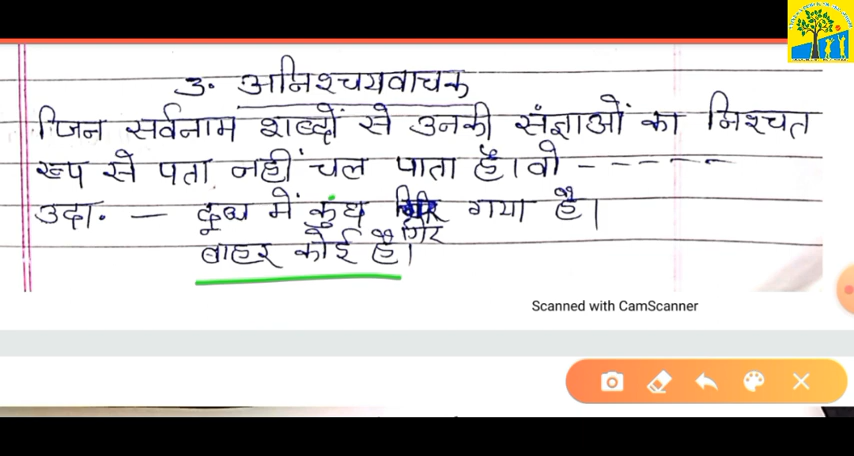 3. अनिश्चयवाचक
जिन सर्वनाम शब्दों से उनकी संज्ञाओं का निश्चत
रूप से पता नहीं चल पाता है। वो ------
उदा. — दूध में कुछ गिर गया है।
बाहर कोई है।
Scanned with CamScanner